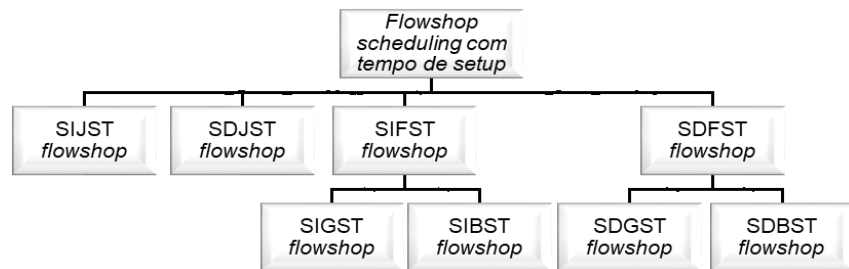 Flowshop
scheduling com
tempo de setup
SIJST
flowshop
SDJST
flowshop
SIFST
flowshop
SDFST
flowshop
SIGST
flowshop
SIBST
flowshop
SDGST
flowshop
SDBST
flowshop